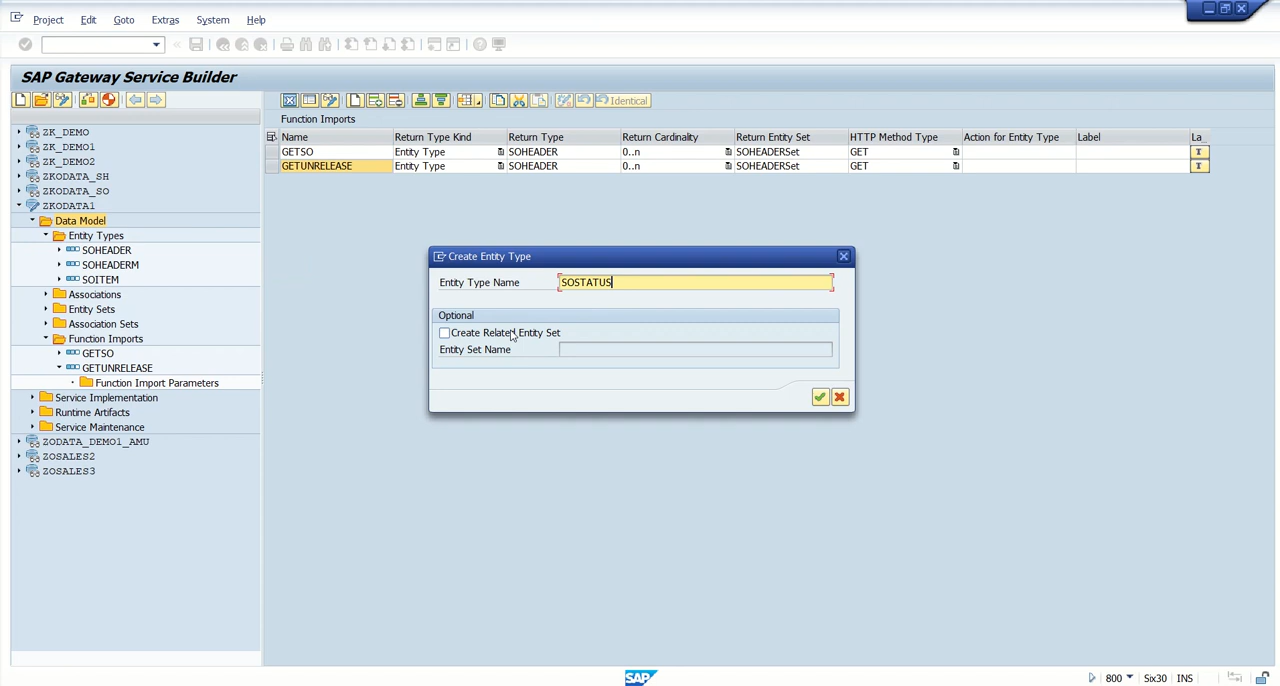 Project Edit Goto Extras System Help
SAP Gateway Service Builder
Identical
ZK_DEMO
ZK_DEMO1
ZK_DEMO2
ZKODATA_SH
ZKODATA_SO
ZKODATA1
Data Model
Entity Types
SOHEADER
SOHEADERM
SOITEM
Associations
Entity Sets
Association Sets
Function Imports
GETSO
GETUNRELEASE
Function Import Parameters
Service Implementation
Runtime Artifacts
Service Maintenance
ZODATA_DEMO1_AMU
ZOSALES2
ZOSALES3
Function Imports
Name Return Type Kind Return Type Return Cardinality Return Entity Set HTTP Method Type Action for Entity Type Label La..
GETSO Entity Type SOHEADER 0..n SOHEADERSet GET
GETUNRELEASE Entity Type SOHEADER 0..n SOHEADERSet GET
Create Entity Type
Entity Type Name SOSTATUS
Optional
Create Related Entity Set
Entity Set Name
SAP
800 Six30 INS